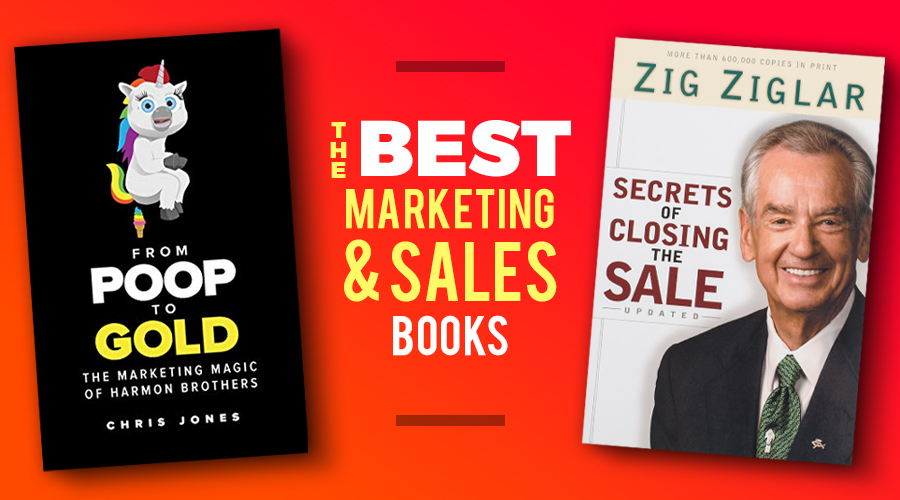 FROM
POOP
TO
GOLD
THE MARKETING MAGIC
OF HARMON BROTHERS
CHRIS JONES
THE BEST
MARKETING
& SALES
BOOKS
MORE THAN 600,000 COPIES IN PRINT
ZIG ZIGLAR
SECRETS
OF
CLOSING
THE
SALE
UPDATED